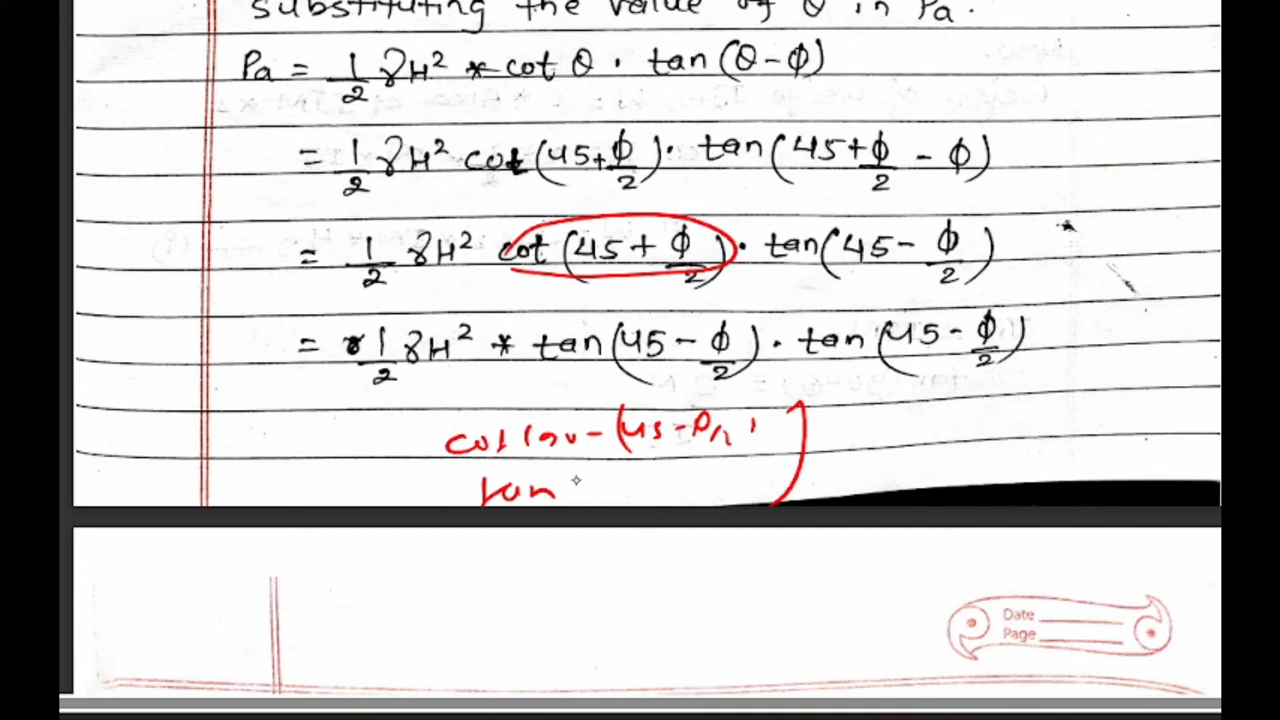 substituting the value of θ in Pa.
Pa = 1/2 γH² * cot θ · tan(θ-ϕ)
= 1/2 γH² cot(45+ϕ/2) · tan(45+ϕ/2 - ϕ)
= 1/2 γH² cot(45+ϕ/2) · tan(45-ϕ/2)
= 1/2 γH² * tan(45-ϕ/2) · tan(45-ϕ/2)
cot(90-(45-ϕ/2)
tan
Date
Page